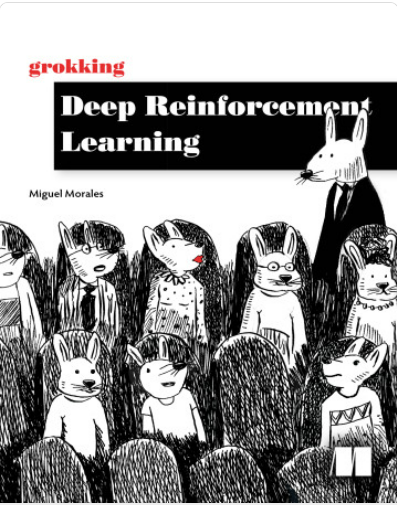 grokking
Deep Reinforcement
Learning
Miguel Morales